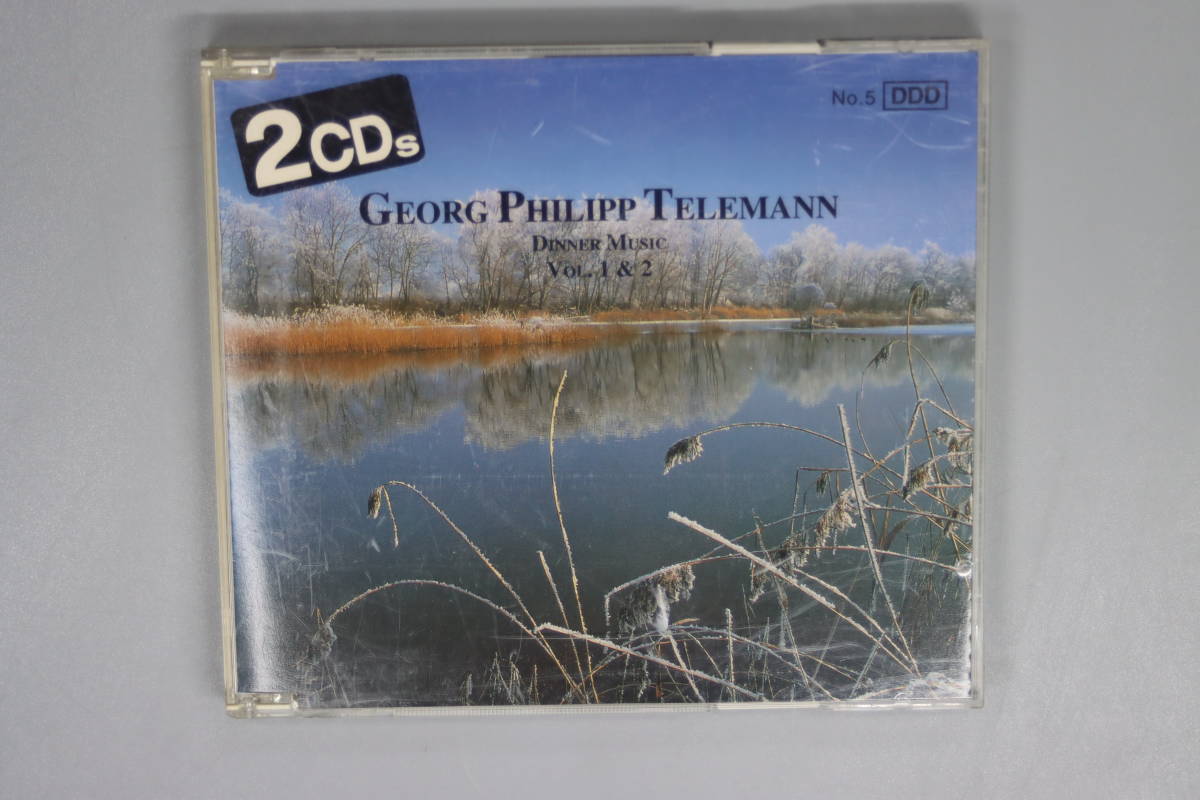 2CDs
No.5 DDD
GEORG PHILIPP TELEMANN
DINNER MUSIC
VOL. 1 & 2